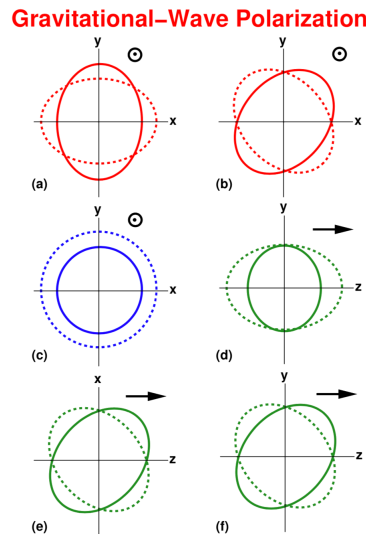 Gravitational–Wave Polarization
y
x
(a)
y
x
(b)
y
x
(c)
y
z
(d)
x
z
(e)
y
z
(f)